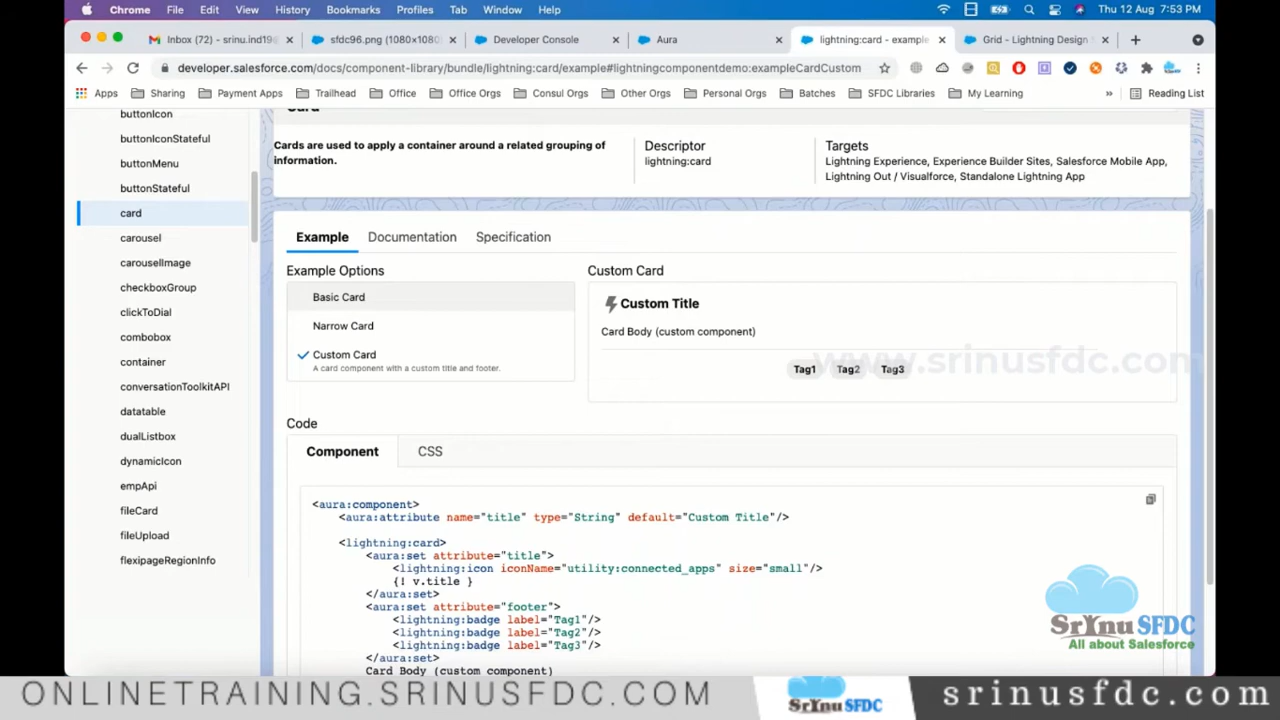 Chrome File Edit View History Bookmarks Profiles Tab Window Help Thu 12 Aug 7:53 PM
Inbox (72) - srinu.ind19 sfdc96.png (1080×1080) Developer Console Aura lightning:card - example Grid - Lightning Design S
developer.salesforce.com/docs/component-library/bundle/lightning:card/example#lightningcomponentdemo:exampleCardCustom
Apps Sharing Payment Apps Trailhead Office Office Orgs Consul Orgs Other Orgs Personal Orgs Batches SFDC Libraries My Learning » Reading List
buttonIcon
buttonIconStateful
buttonMenu
buttonStateful
card
carousel
carouselImage
checkboxGroup
clickToDial
combobox
container
conversationToolkitAPI
datatable
dualListbox
dynamicIcon
empApi
fileCard
fileUpload
flexipageRegionInfo
Card
Cards are used to apply a container around a related grouping of
information.
Descriptor
lightning:card
Targets
Lightning Experience, Experience Builder Sites, Salesforce Mobile App,
Lightning Out / Visualforce, Standalone Lightning App
Example Documentation Specification
Example Options
Basic Card
Narrow Card
Custom Card
A card component with a custom title and footer.
Custom Card
Custom Title
Card Body (custom component)
Tag1 Tag2 Tag3
www.srinusfdc.com
Code
Component CSS
<aura:component>
<aura:attribute name="title" type="String" default="Custom Title"/>
<lightning:card>
<aura:set attribute="title">
<lightning:icon iconName="utility:connected_apps" size="small"/>
{! v.title }
</aura:set>
<aura:set attribute="footer">
<lightning:badge label="Tag1"/>
<lightning:badge label="Tag2"/>
<lightning:badge label="Tag3"/>
</aura:set>
Card Body (custom component)
SrYnu SFDC
All about Salesforce
ONLINETRAINING.SRINUSFDC.COM
SrYnu SFDC
srinusfdc.com